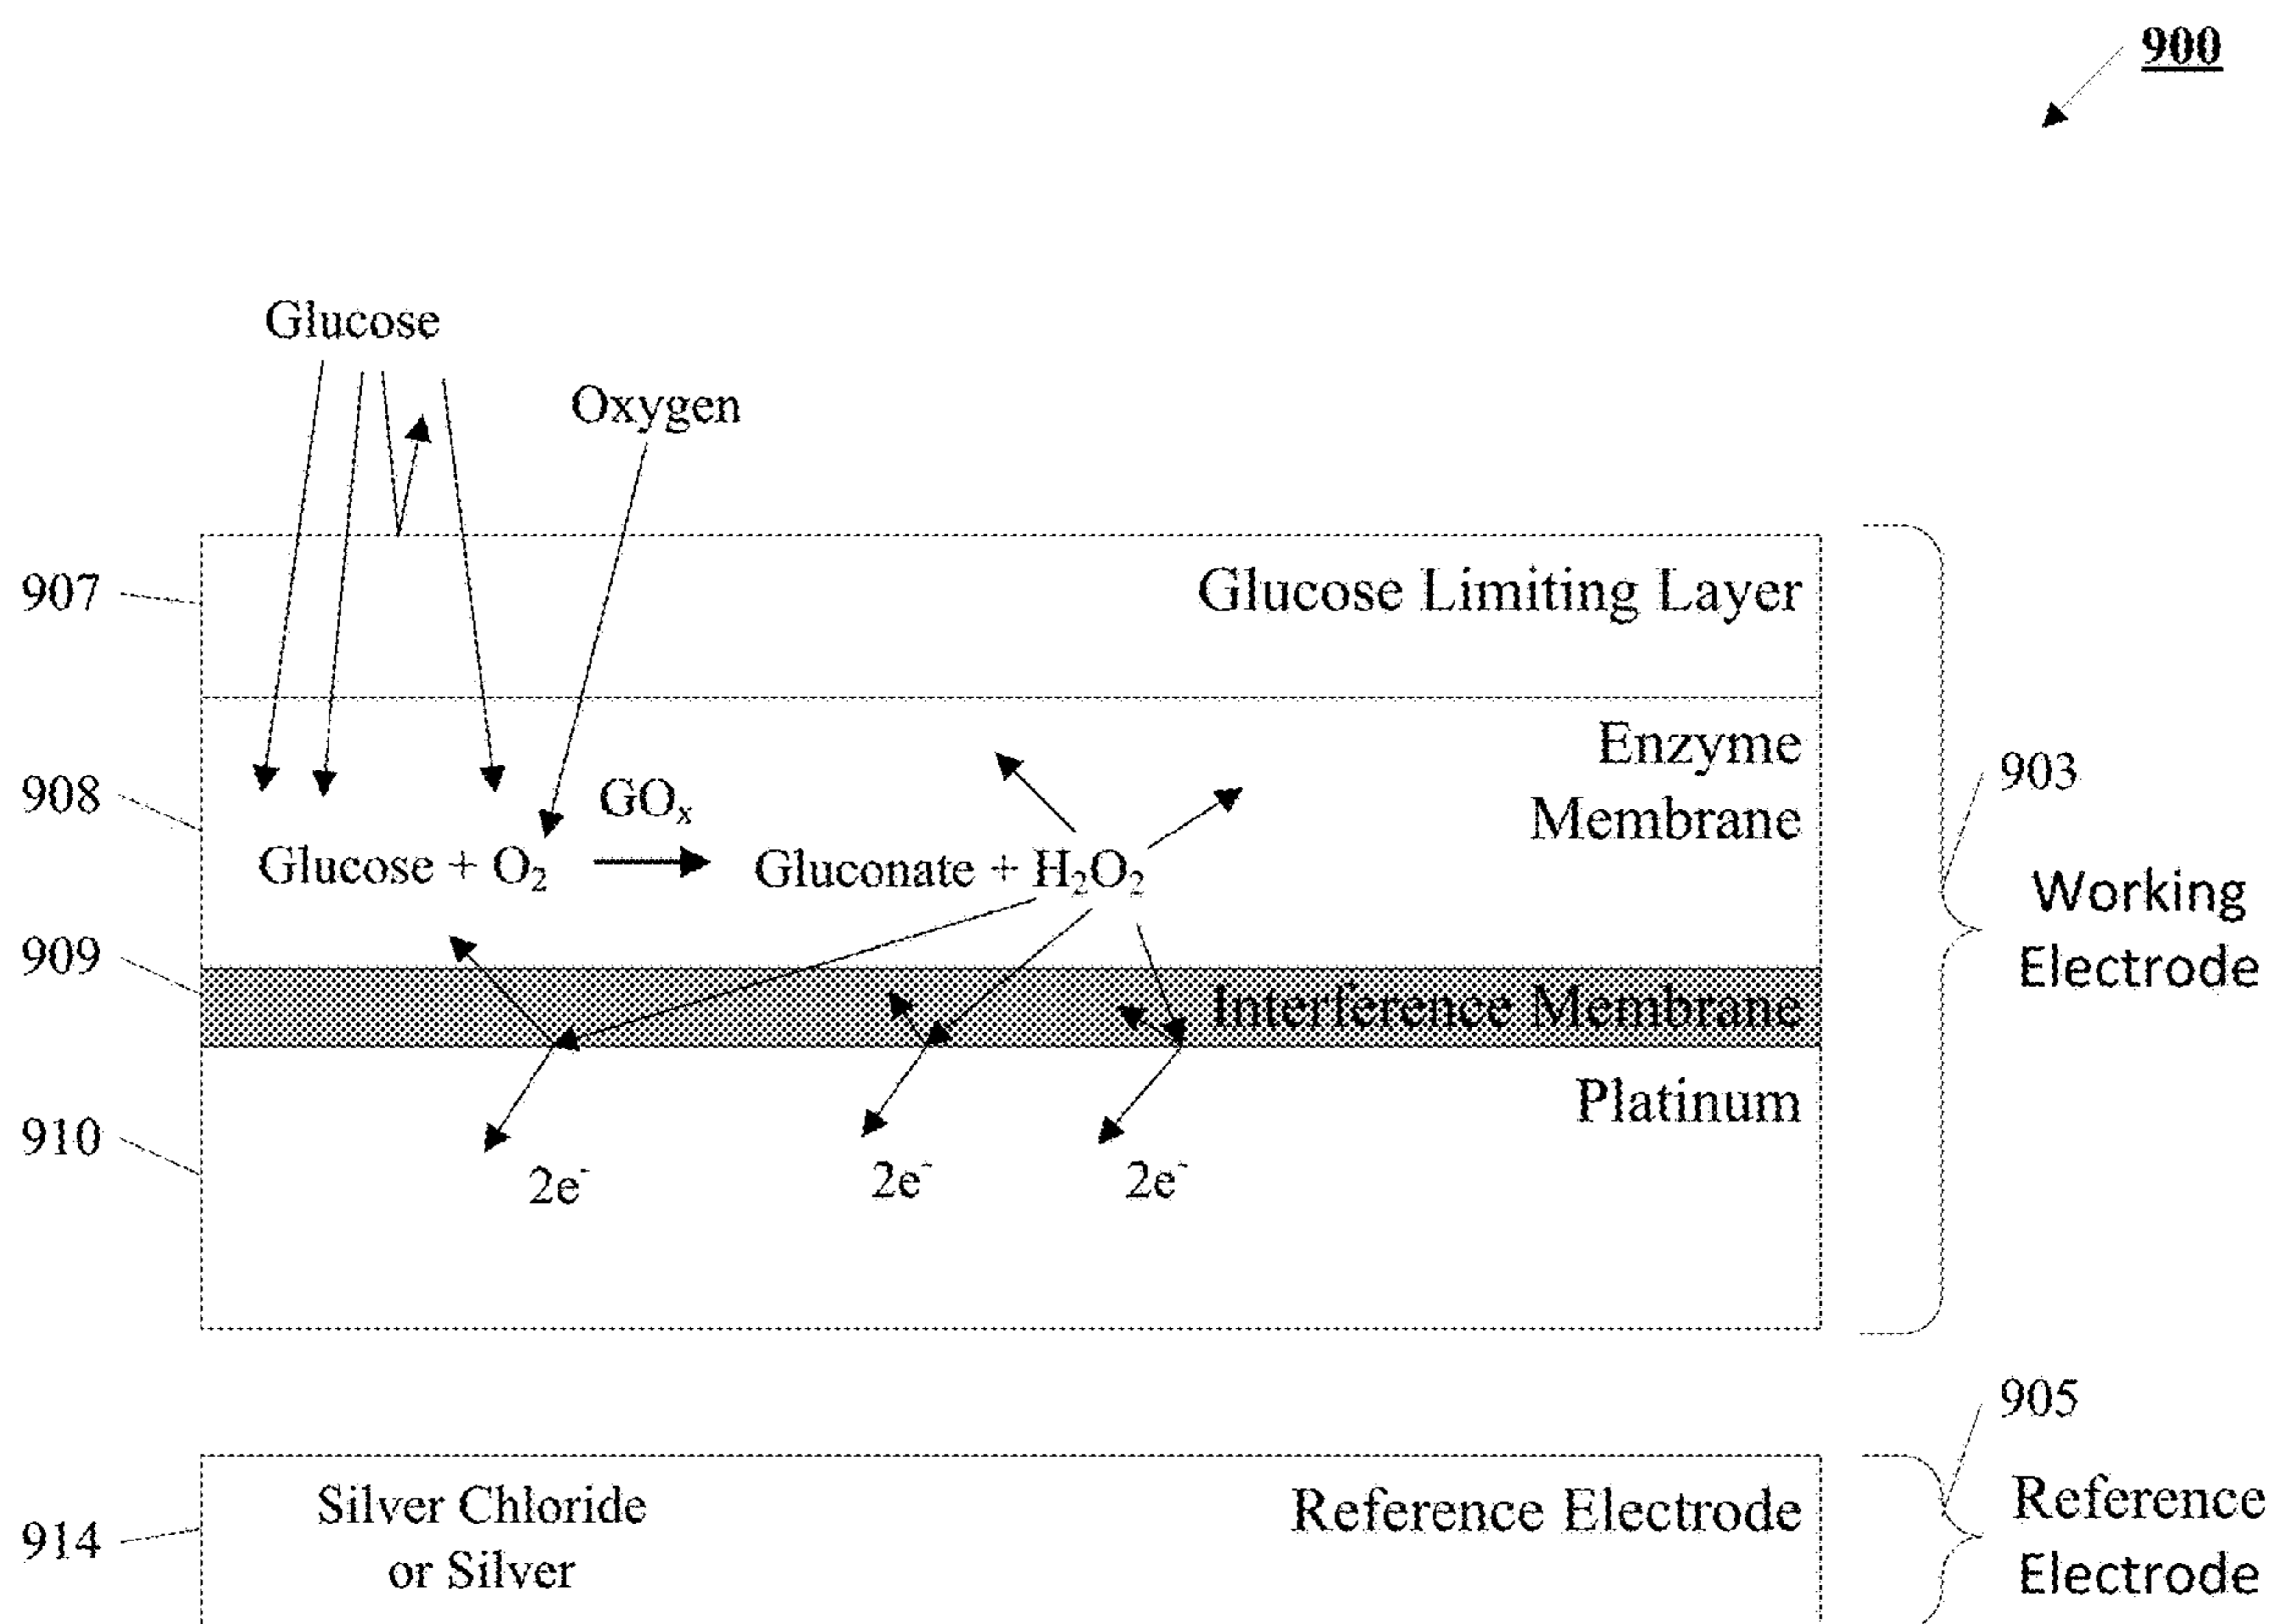 900
Glucose
Oxygen
907
Glucose Limiting Layer
908
Enzyme
Membrane
GOₓ
Glucose + O₂
Gluconate + H₂O₂
903
Working
Electrode
909
Interference Membrane
910
Platinum
2e⁻
2e⁻
2e⁻
905
Reference
Electrode
914
Silver Chloride
or Silver
Reference Electrode